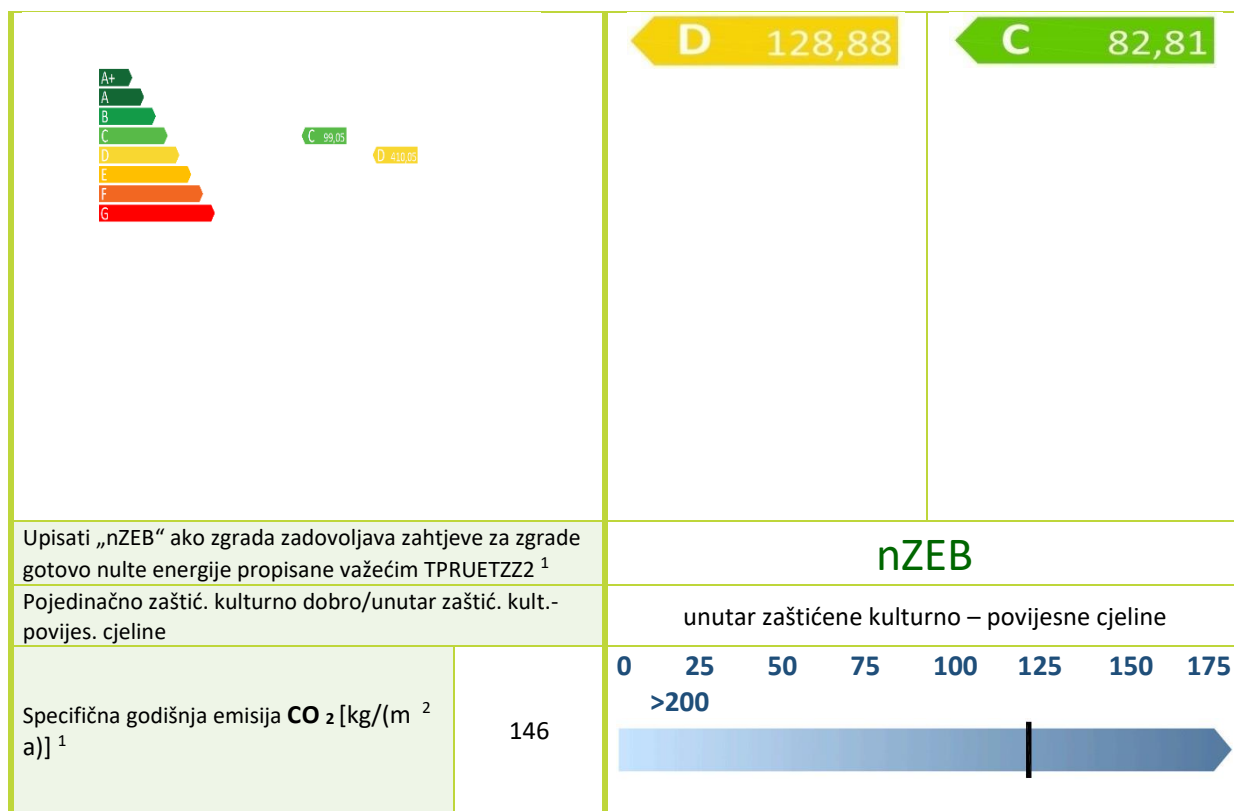 D 128,88
C 82,81
A+
A
B
C
C 99,05
D
D 410,05
E
F
G
Upisati „nZEB“ ako zgrada zadovoljava zahtjeve za zgrade
gotovo nulte energije propisane važećim TPRUETZZ2 1
nZEB
Pojedinačno zaštić. kulturno dobro/unutar zaštić. kult.-
povijes. cjeline
unutar zaštićene kulturno – povijesne cjeline
Specifična godišnja emisija CO 2 [kg/(m 2
a)] 1
146
0 25 50 75 100 125 150 175
>200